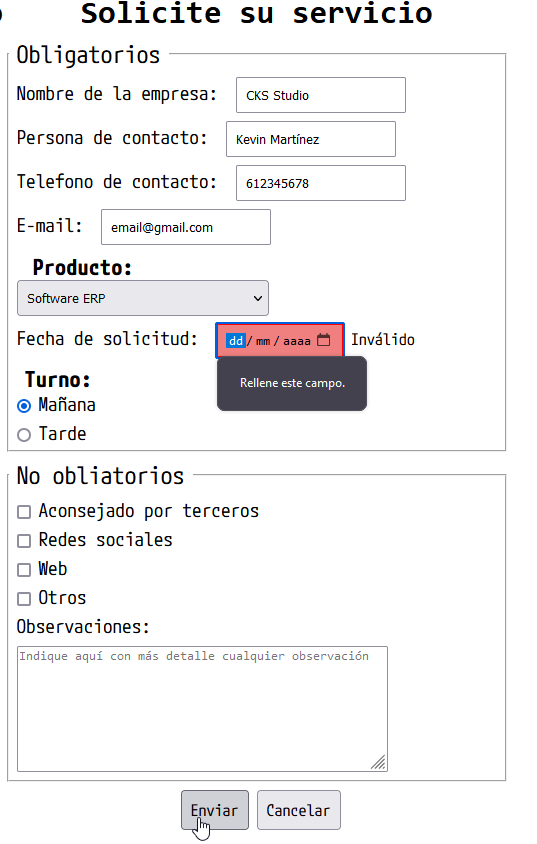 Solicite su servicio
Obligatorios
Nombre de la empresa: CKS Studio
Persona de contacto: Kevin Martínez
Telefono de contacto: 612345678
E-mail: email@gmail.com
Producto:
Software ERP
Fecha de solicitud: dd/mm/aaaa Inválido
Rellene este campo.
Turno:
Mañana
Tarde
No obliatorios
Aconsejado por terceros
Redes sociales
Web
Otros
Observaciones:
Indique aquí con más detalle cualquier observación
Enviar Cancelar